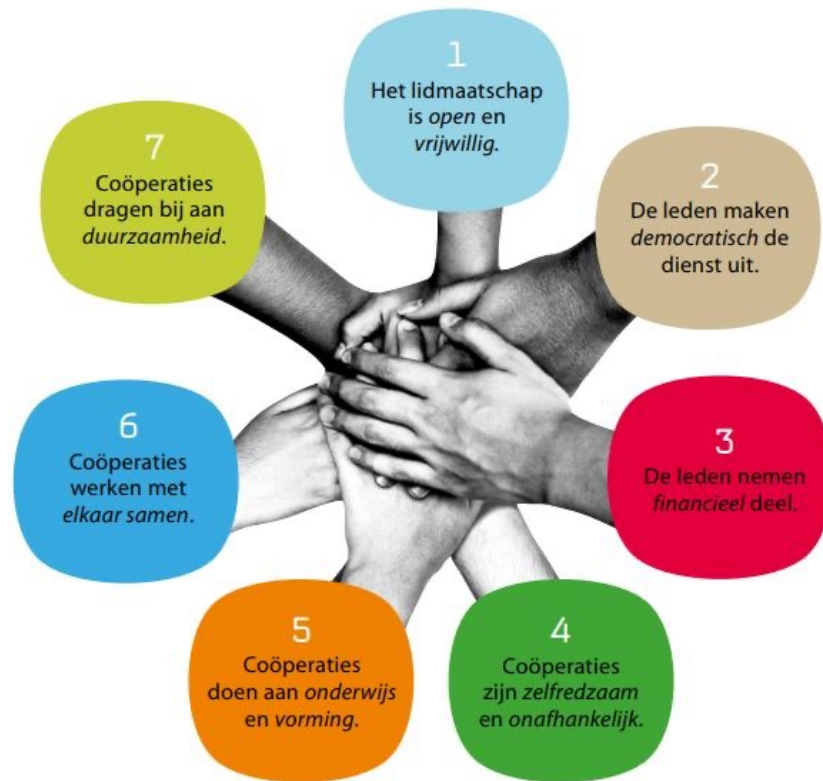 1
Het lidmaatschap
is open en
vrijwillig.
2
De leden maken
democratisch de
dienst uit.
3
De leden nemen
financieel deel.
4
Coöperaties
zijn zelfredzaam
en onafhankelijk.
5
Coöperaties
doen aan onderwijs
en vorming.
6
Coöperaties
werken met
elkaar samen.
7
Coöperaties
dragen bij aan
duurzaamheid.